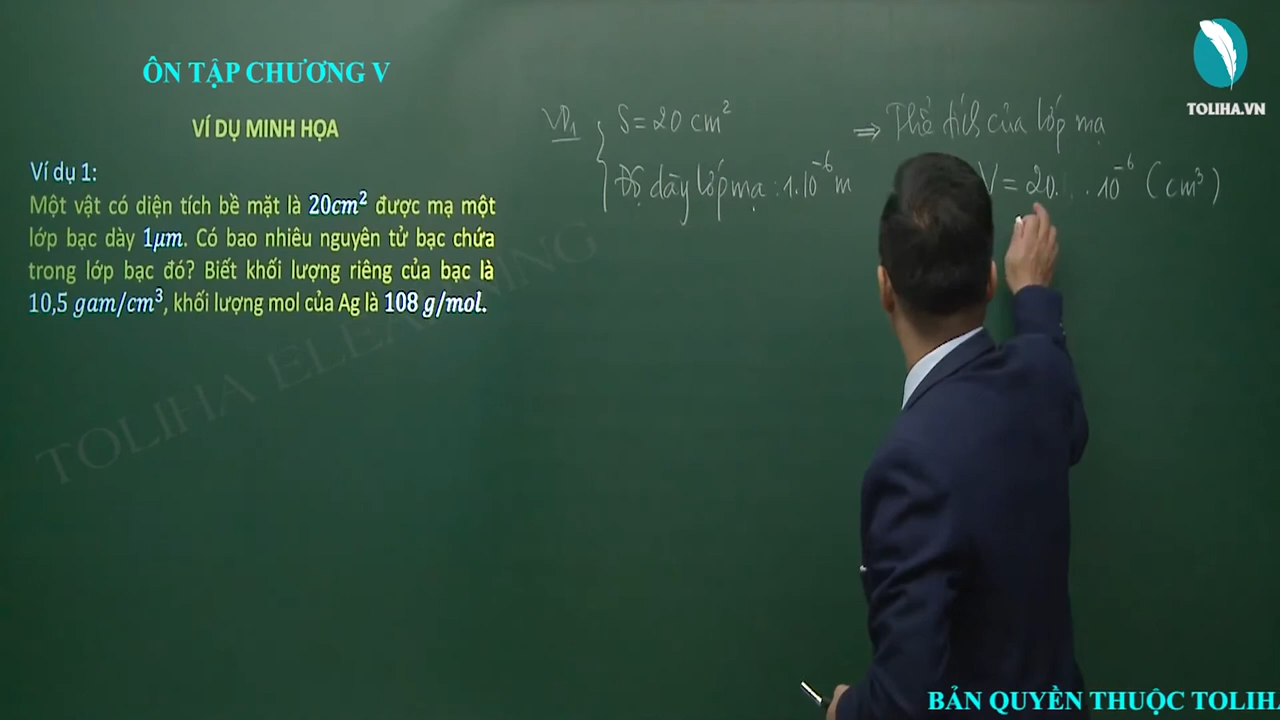 ÔN TẬP CHƯƠNG V
VÍ DỤ MINH HỌA
Ví dụ 1:
Một vật có diện tích bề mặt là 20cm² được mạ một
lớp bạc dày 1μm. Có bao nhiêu nguyên tử bạc chứa
trong lớp bạc đó? Biết khối lượng riêng của bạc là
10,5 gam/cm³, khối lượng mol của Ag là 108 g/mol.
VD1 { S = 20 cm²
Độ dày lớp mạ : 1.10⁻⁶ m
⇒ Thể tích của lớp mạ
V = 20. . 10⁻⁶ (cm³)
TOLIHA.VN
TOLIHA ELEARNING
BẢN QUYỀN THUỘC TOLIHA